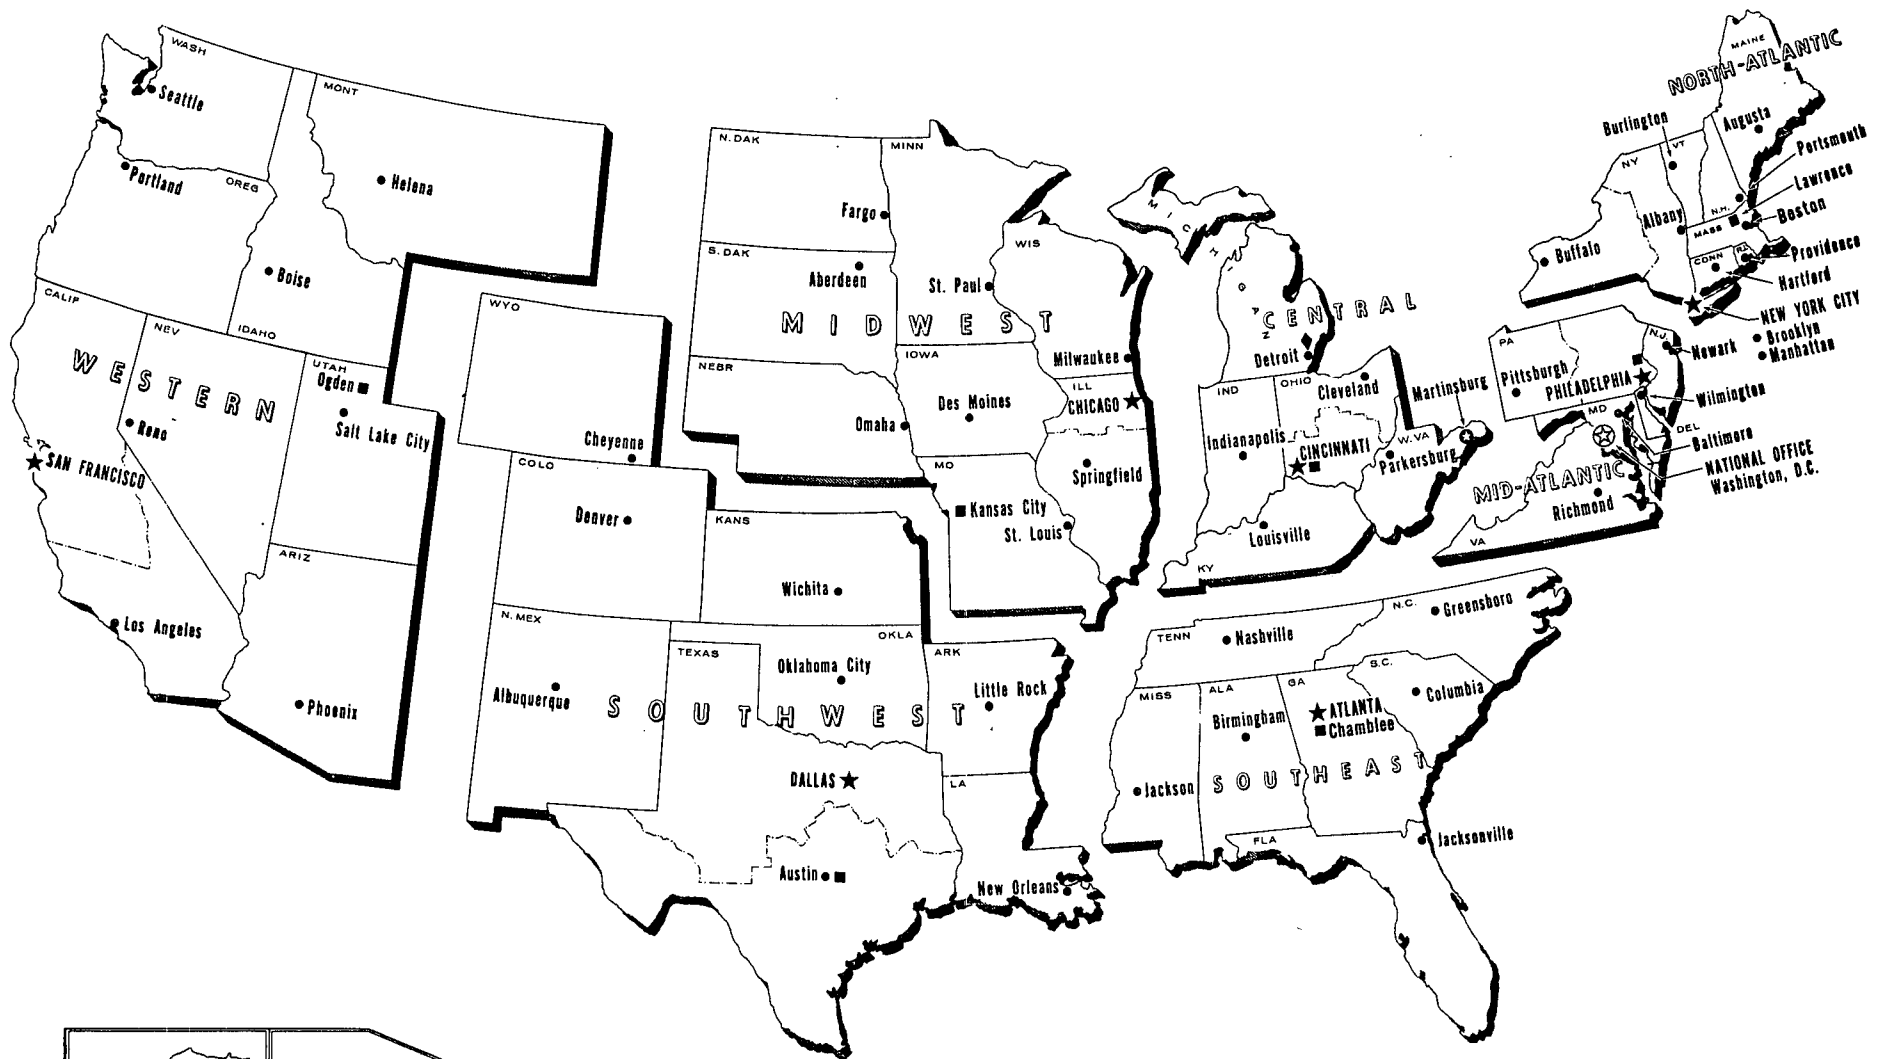 WASH
Seattle
MONT
Helena
Portland
OREG
Boise
IDAHO
CALIF
NEV
UTAH
Ogden
WESTERN
Reno
Salt Lake City
SAN FRANCISCO
ARIZ
Los Angeles
Phoenix
WYO
Cheyenne
COLO
Denver
KANS
Wichita
N. MEX
Albuquerque
TEXAS
OKLA
Oklahoma City
ARK
Little Rock
SOUTHWEST
DALLAS
LA
Austin
New Orleans
N. DAK
MINN
Fargo
S. DAK
Aberdeen
St. Paul
WIS
MIDWEST
NEBR
IOWA
Milwaukee
ILL
CHICAGO
Omaha
Des Moines
MO
Springfield
Kansas City
St. Louis
MICHIGAN
CENTRAL
Detroit
IND
OHIO
Cleveland
Indianapolis
CINCINNATI
Martinsburg
W. VA
Parkersburg
Louisville
KY
MAINE
NORTH-ATLANTIC
Augusta
Burlington
VT
NY
Portsmouth
Lawrence
N.H.
Albany
MASS
Boston
Buffalo
CONN
R.I.
Providence
Hartford
NEW YORK CITY
Brooklyn
Manhattan
PA
N.J.
Newark
Pittsburgh
PHILADELPHIA
Wilmington
MD
DEL
Baltimore
NATIONAL OFFICE
Washington, D.C.
MID-ATLANTIC
Richmond
VA
TENN
Nashville
N.C.
Greensboro
S.C.
Columbia
MISS
ALA
GA
Birmingham
ATLANTA
Chamblee
Jackson
SOUTHEAST
FLA
Jacksonville